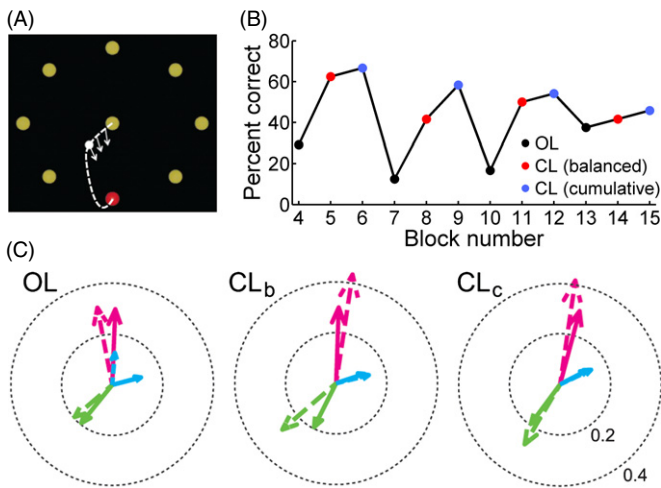 (A)
(B)
Percent correct
80
60
40
20
0
OL
CL (balanced)
CL (cumulative)
4 5 6 7 8 9 10 11 12 13 14 15
Block number
(C)
OL
CLb
CLc
0.2
0.4